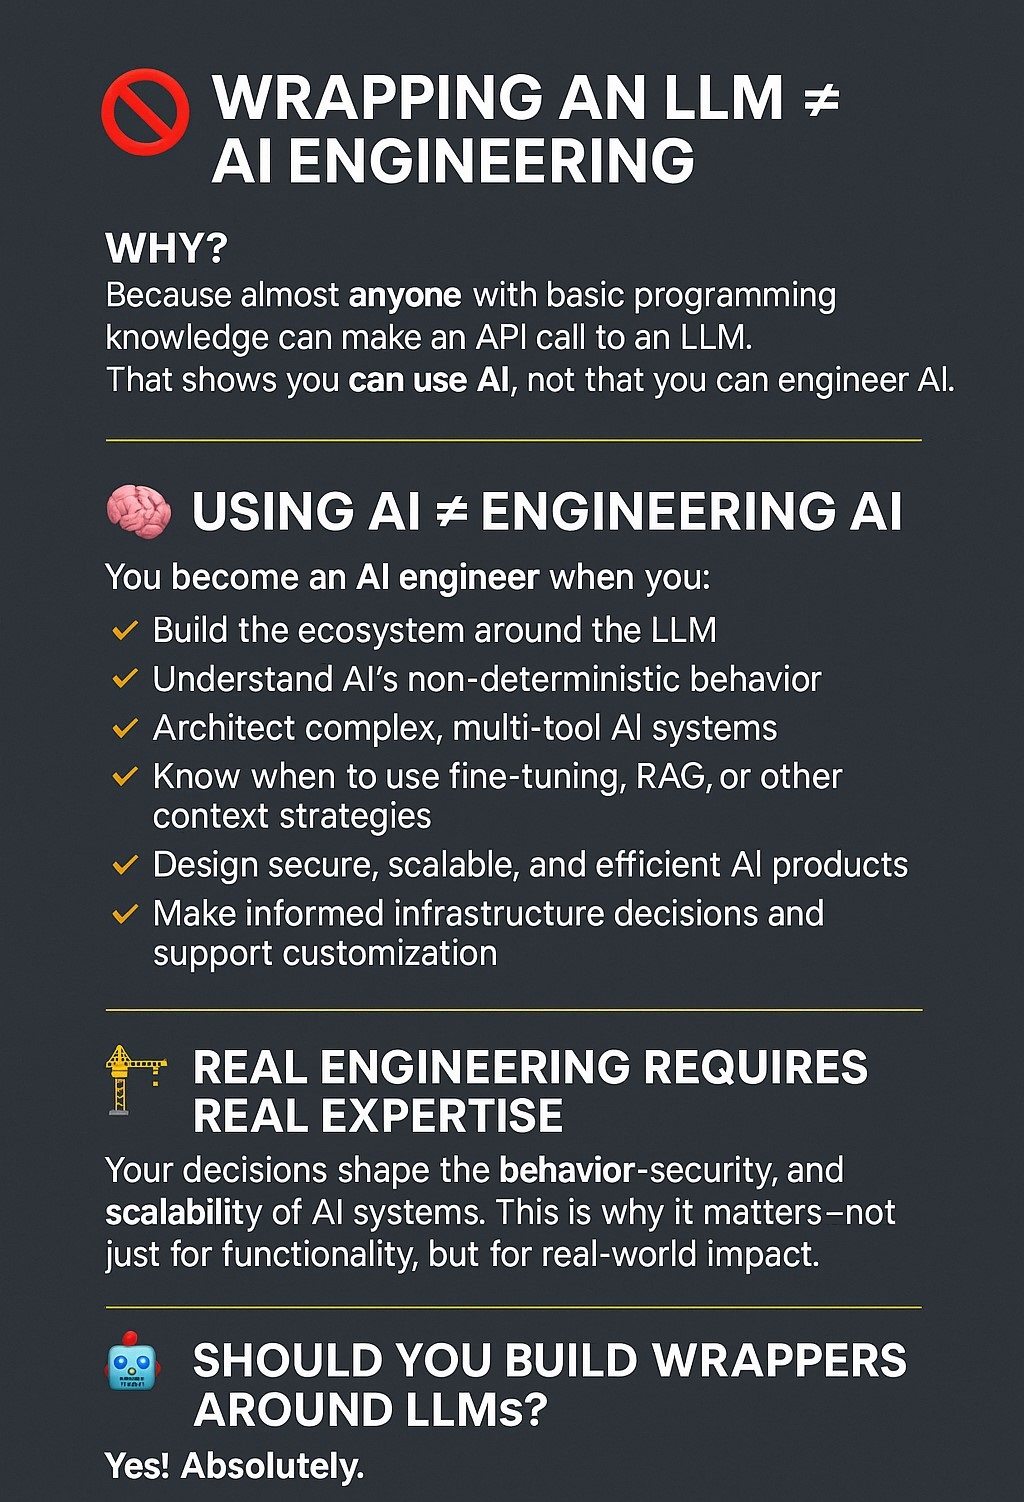 WRAPPING AN LLM ≠
AI ENGINEERING
WHY?
Because almost anyone with basic programming
knowledge can make an API call to an LLM.
That shows you can use AI, not that you can engineer AI.
USING AI ≠ ENGINEERING AI
You become an AI engineer when you:
✓ Build the ecosystem around the LLM
✓ Understand AI’s non-deterministic behavior
✓ Architect complex, multi-tool AI systems
✓ Know when to use fine-tuning, RAG, or other
context strategies
✓ Design secure, scalable, and efficient AI products
✓ Make informed infrastructure decisions and
support customization
REAL ENGINEERING REQUIRES
REAL EXPERTISE
Your decisions shape the behavior-security, and
scalability of AI systems. This is why it matters–not
just for functionality, but for real-world impact.
SHOULD YOU BUILD WRAPPERS
AROUND LLMs?
Yes! Absolutely.